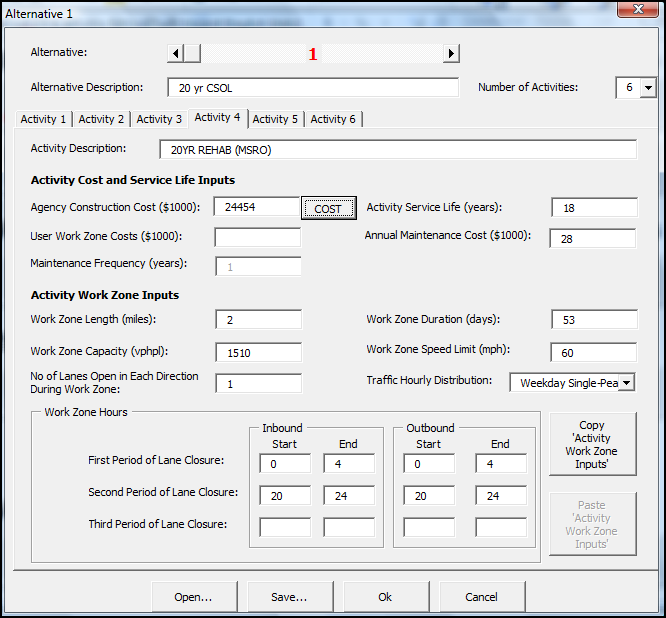 Alternative 1
Alternative: 1
Alternative Description: 20 yr CSOL Number of Activities: 6
Activity 1 Activity 2 Activity 3 Activity 4 Activity 5 Activity 6
Activity Description: 20YR REHAB (MSRO)
Activity Cost and Service Life Inputs
Agency Construction Cost ($1000): 24454 COST Activity Service Life (years): 18
User Work Zone Costs ($1000): Annual Maintenance Cost ($1000): 28
Maintenance Frequency (years): 1
Activity Work Zone Inputs
Work Zone Length (miles): 2 Work Zone Duration (days): 53
Work Zone Capacity (vphpl): 1510 Work Zone Speed Limit (mph): 60
No of Lanes Open in Each Direction
During Work Zone: 1 Traffic Hourly Distribution: Weekday Single-Pea
Work Zone Hours
Inbound Outbound
Start End Start End
First Period of Lane Closure: 0 4 0 4
Second Period of Lane Closure: 20 24 20 24
Third Period of Lane Closure:
Copy
'Activity
Work Zone
Inputs'
Paste
'Activity
Work Zone
Inputs'
Open... Save... Ok Cancel